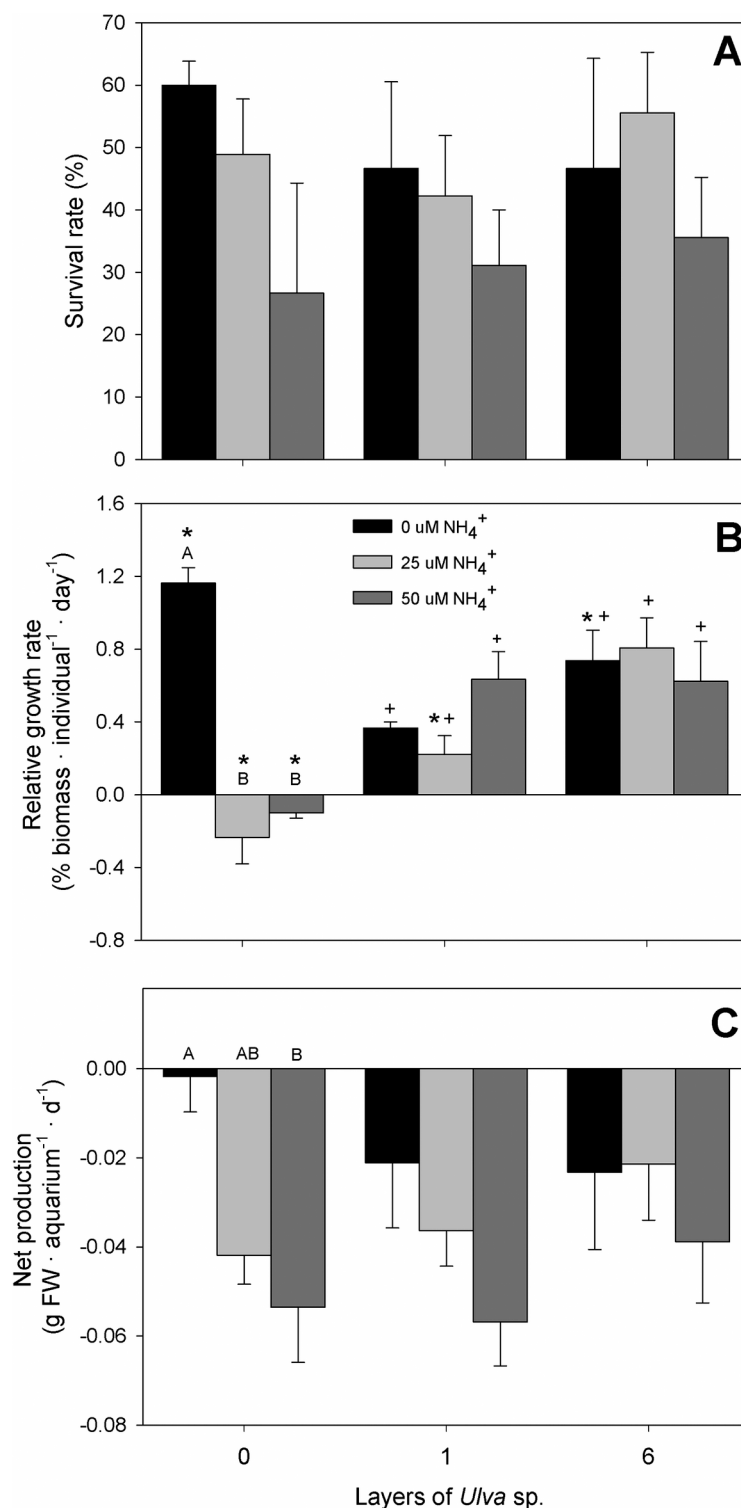 A
70
60
50
40
30
20
10
0
Survival rate (%)
B
1.6
1.2
0.8
0.4
0.0
-0.4
-0.8
Relative growth rate
(% biomass · individual⁻¹ · day⁻¹)
0 uM NH₄⁺
25 uM NH₄⁺
50 uM NH₄⁺
*
A
*
B
*
B
+
*+
+
*+
+
+
C
0.00
-0.02
-0.04
-0.06
-0.08
Net production
(g FW · aquarium⁻¹ · d⁻¹)
A AB B
0 1 6
Layers of Ulva sp.